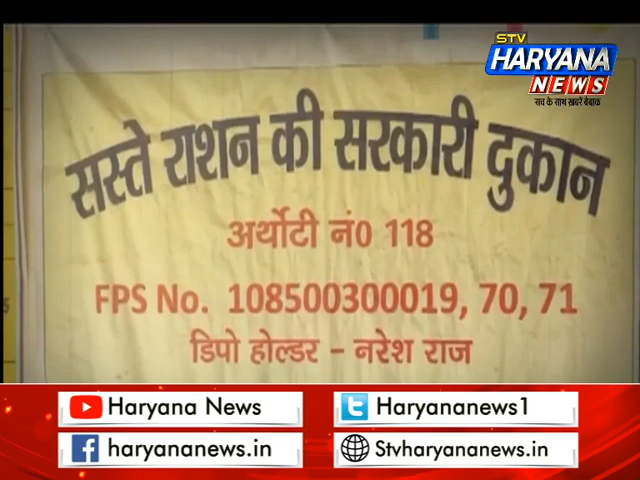 STV
HARYANA
NEWS
सच के साथ ख़बरें बेबाक
सस्ते राशन की सरकारी दुकान
अर्थोटी नं0 118
FPS No. 108500300019, 70, 71
डिपो होल्डर - नरेश राज
Haryana News
Haryananews1
haryananews.in
Stvharyananews.in